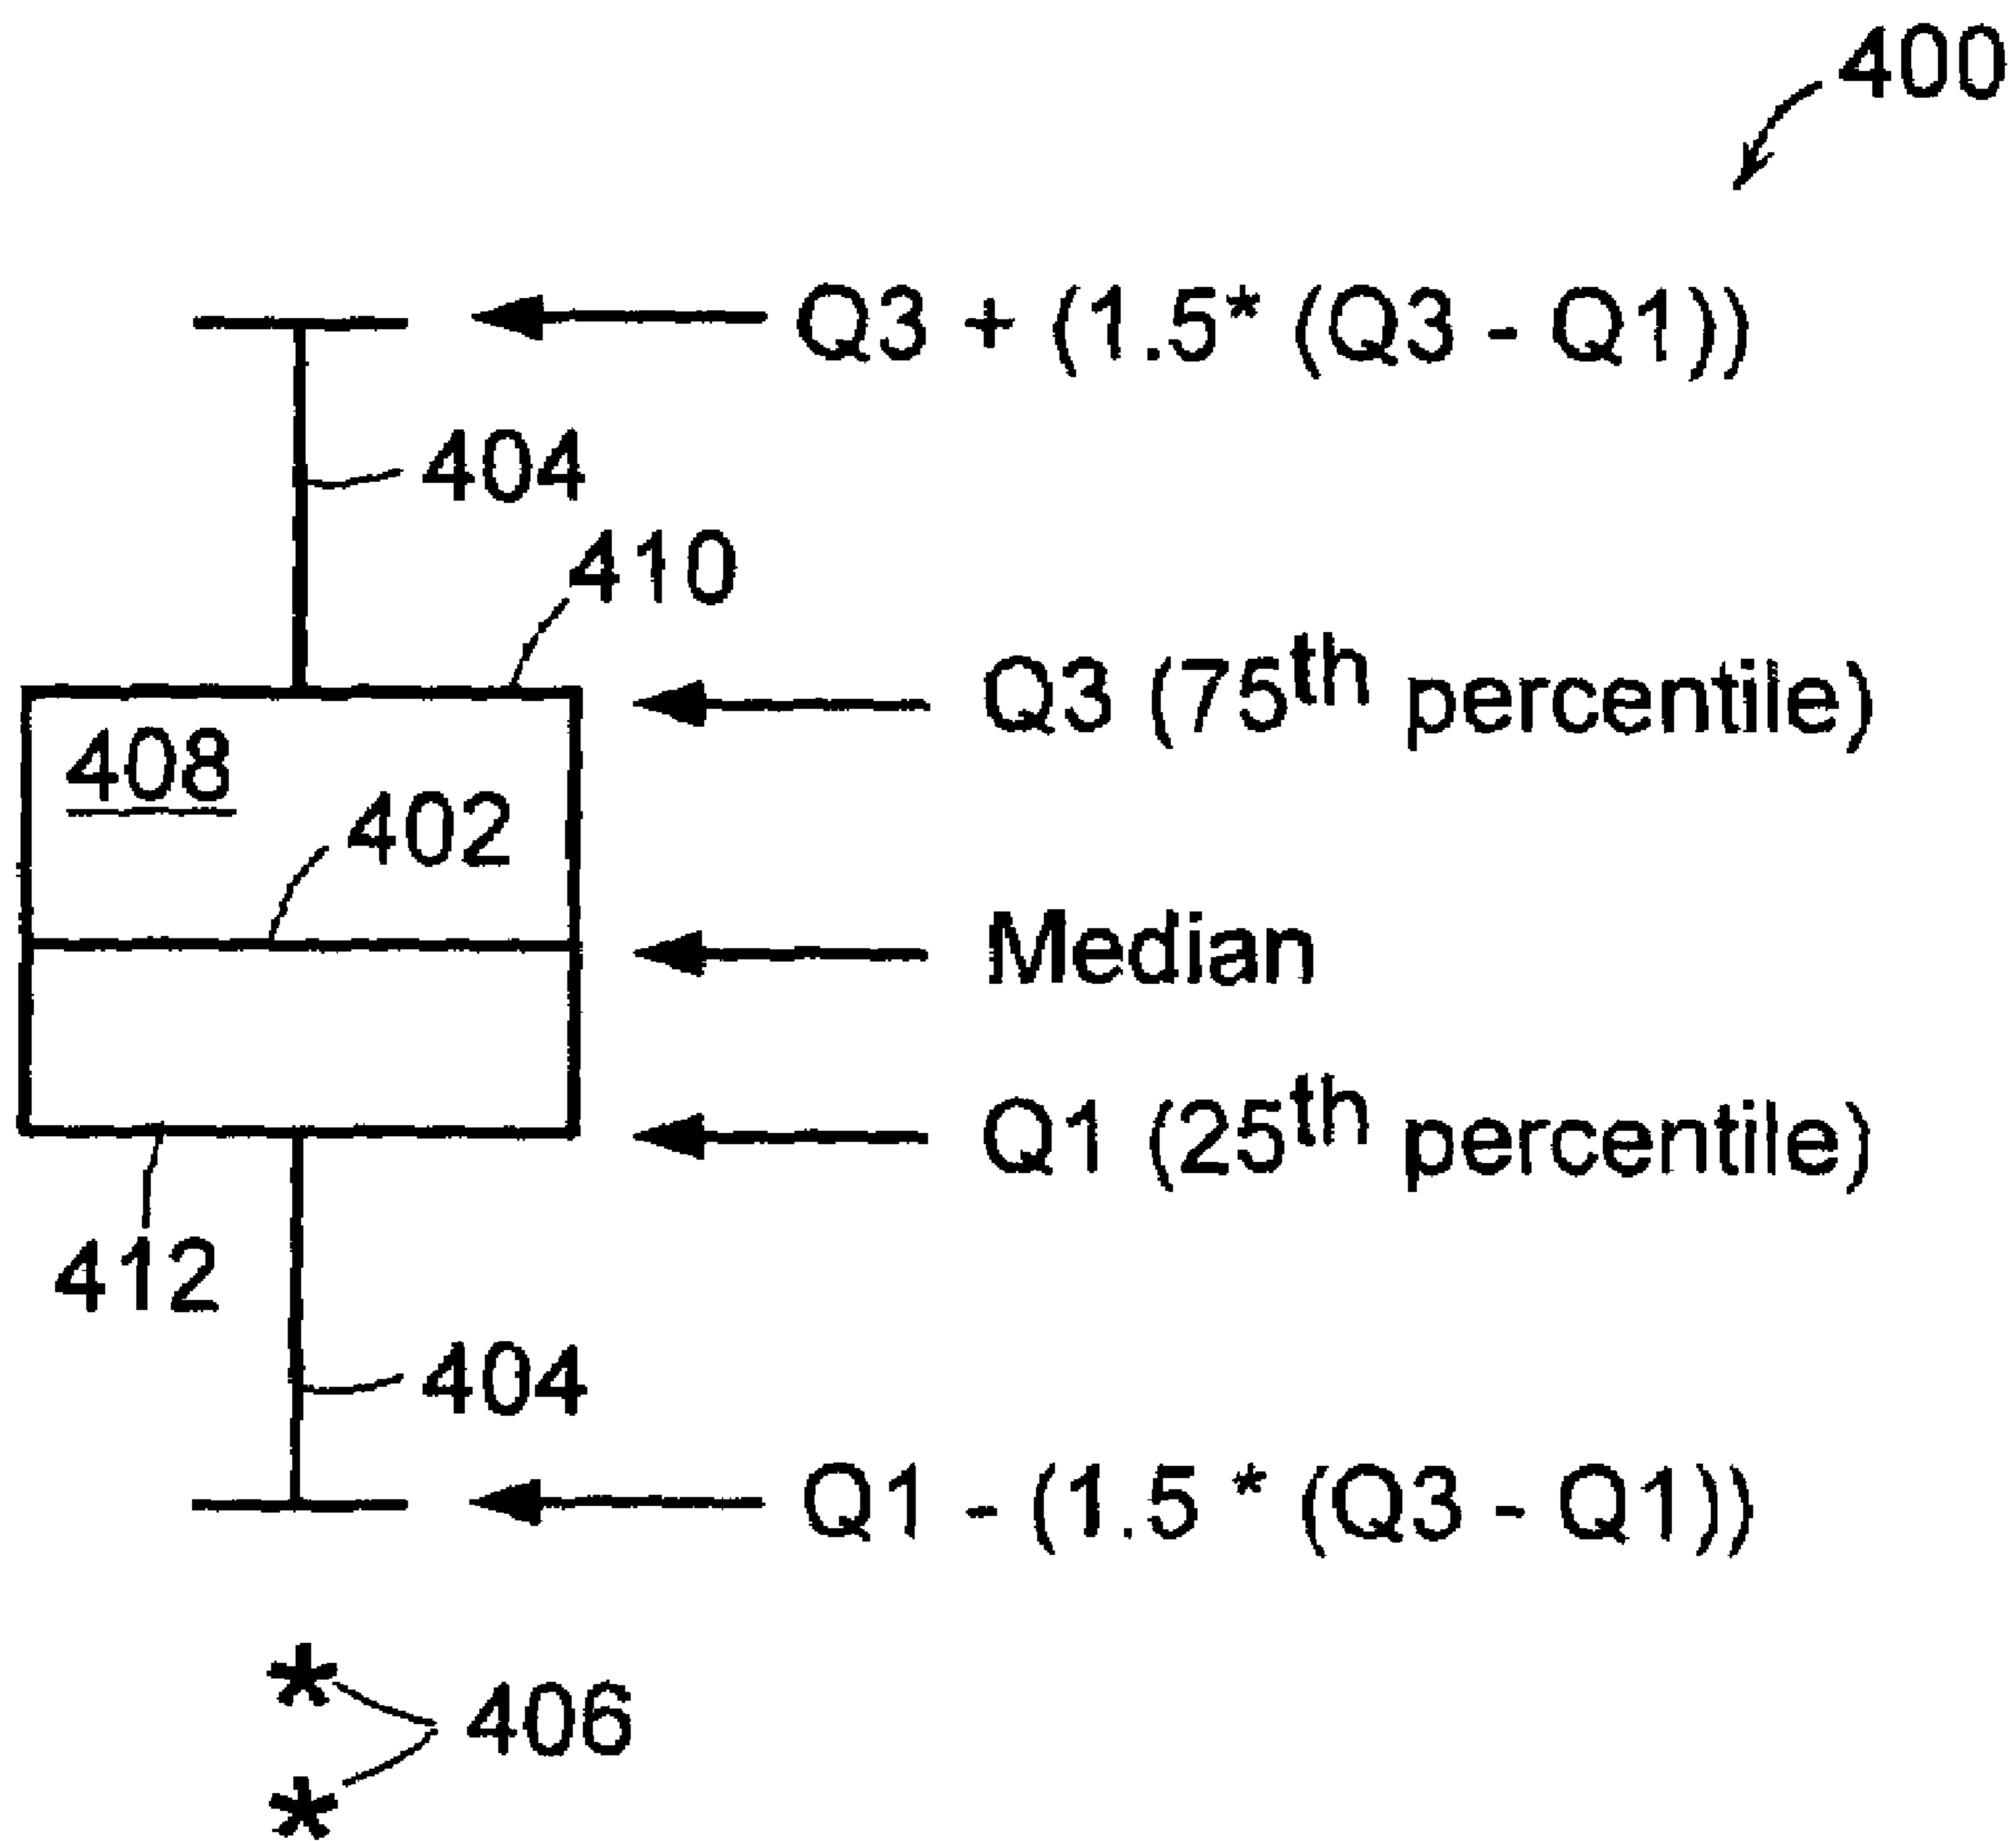 400
Q3 + (1.5* (Q3 - Q1))
404
410
Q3 (75th percentile)
408
402
Median
Q1 (25th percentile)
412
404
Q1 - (1.5 * (Q3 - Q1))
*
406
*